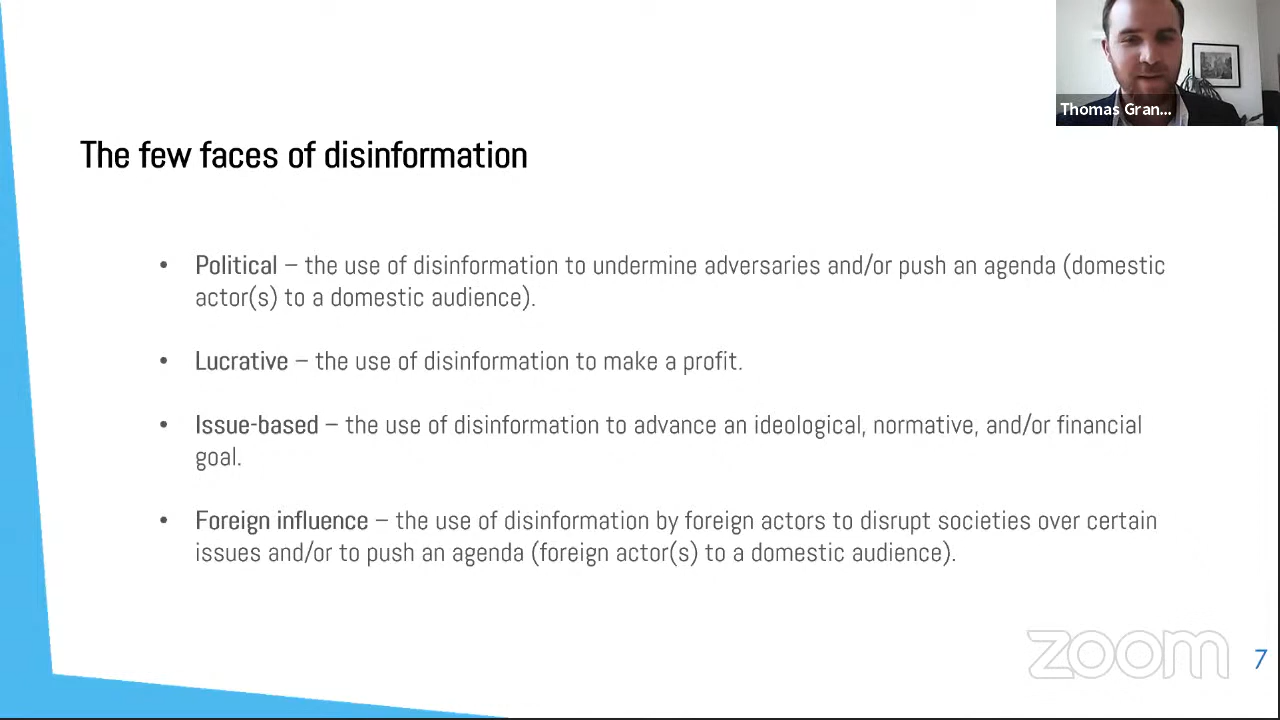 Thomas Gran...
The few faces of disinformation
• Political – the use of disinformation to undermine adversaries and/or push an agenda (domestic
actor(s) to a domestic audience).
• Lucrative – the use of disinformation to make a profit.
• Issue-based – the use of disinformation to advance an ideological, normative, and/or financial
goal.
• Foreign influence – the use of disinformation by foreign actors to disrupt societies over certain
issues and/or to push an agenda (foreign actor(s) to a domestic audience).
zoom
7